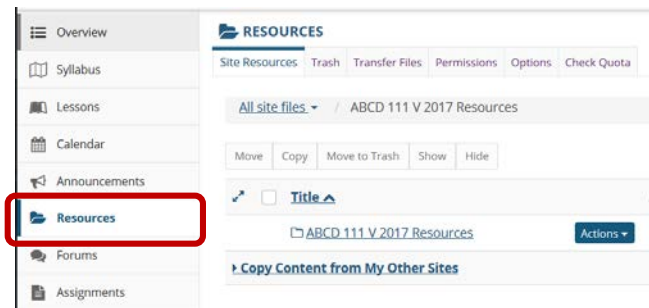 Overview
Syllabus
Lessons
Calendar
Announcements
Resources
Forums
Assignments
RESOURCES
Site Resources Trash Transfer Files Permissions Options Check Quota
All site files / ABCD 111 V 2017 Resources
Move Copy Move to Trash Show Hide
Title
ABCD 111 V 2017 Resources Actions
Copy Content from My Other Sites